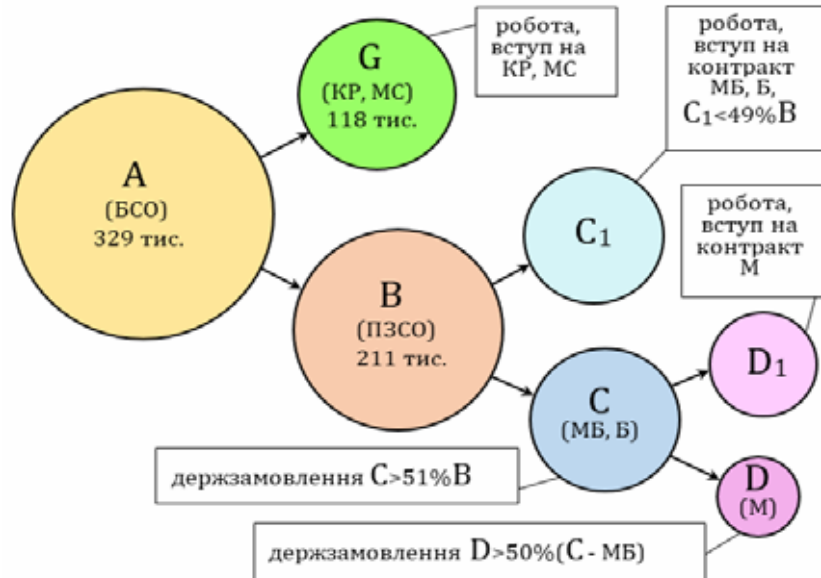 G
(КР, МС)
118 тис.
робота,
вступ на
КР, МС
робота,
вступ на
контракт
МБ, Б,
C1<49%B
A
(БСО)
329 тис.
C1
робота,
вступ на
контракт
М
B
(ПЗСО)
211 тис.
D1
C
(МБ, Б)
держзамовлення C>51%B
D
(М)
держзамовлення D>50%(C - МБ)